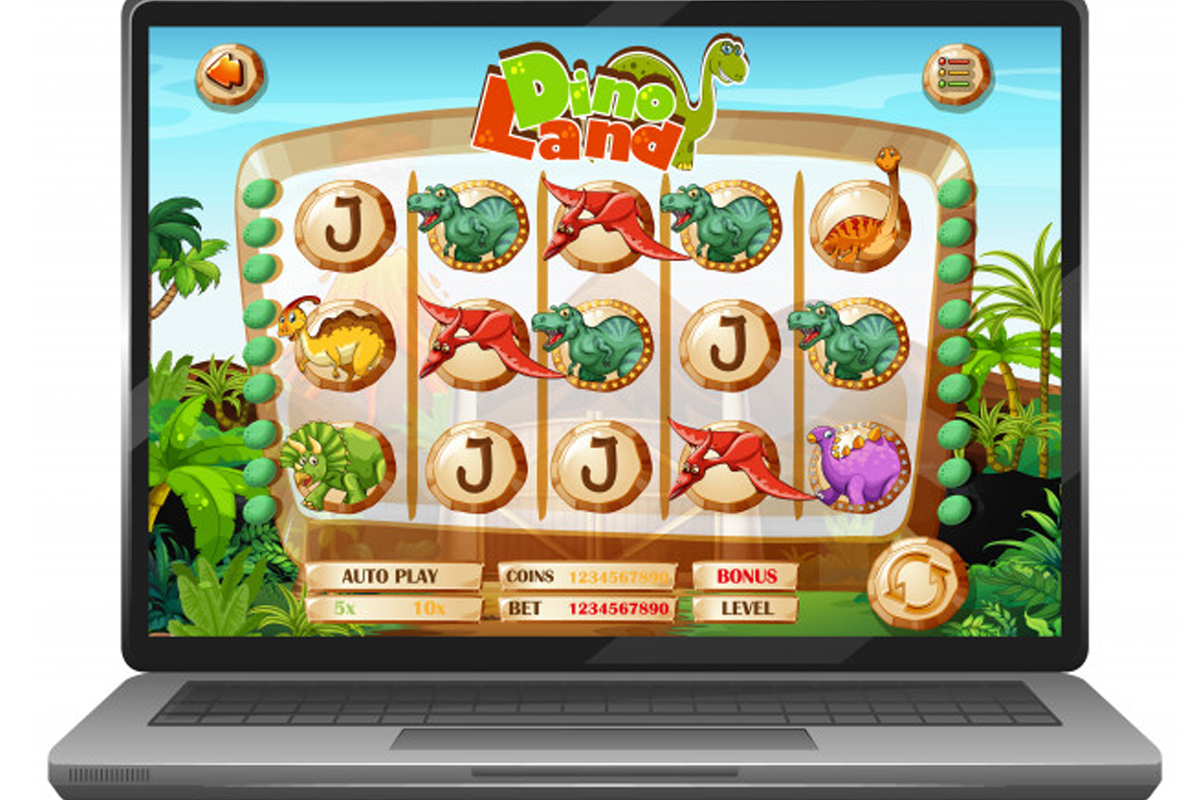 Dino
Land
J
J
J J
AUTO PLAY
5x 10x
COINS 1234567890
BET 1234567890
BONUS
LEVEL